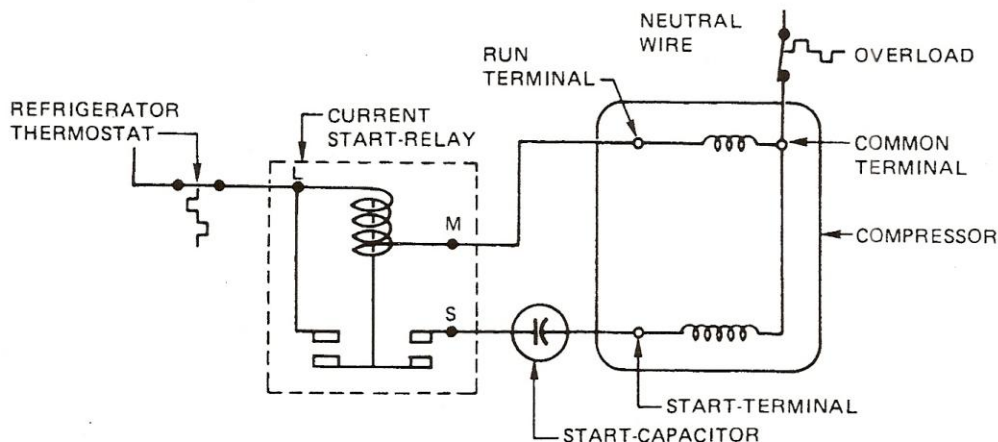 NEUTRAL
WIRE
OVERLOAD
RUN
TERMINAL
REFRIGERATOR
THERMOSTAT
CURRENT
START-RELAY
COMMON
TERMINAL
L
M
COMPRESSOR
S
START-TERMINAL
START-CAPACITOR